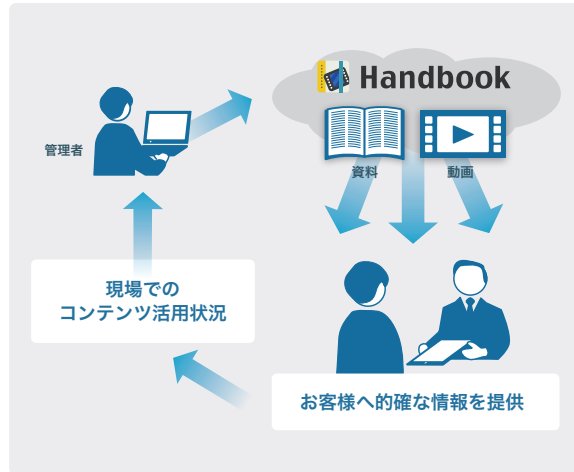 Handbook
管理者
資料
動画
現場での
コンテンツ活用状況
お客様へ的確な情報を提供